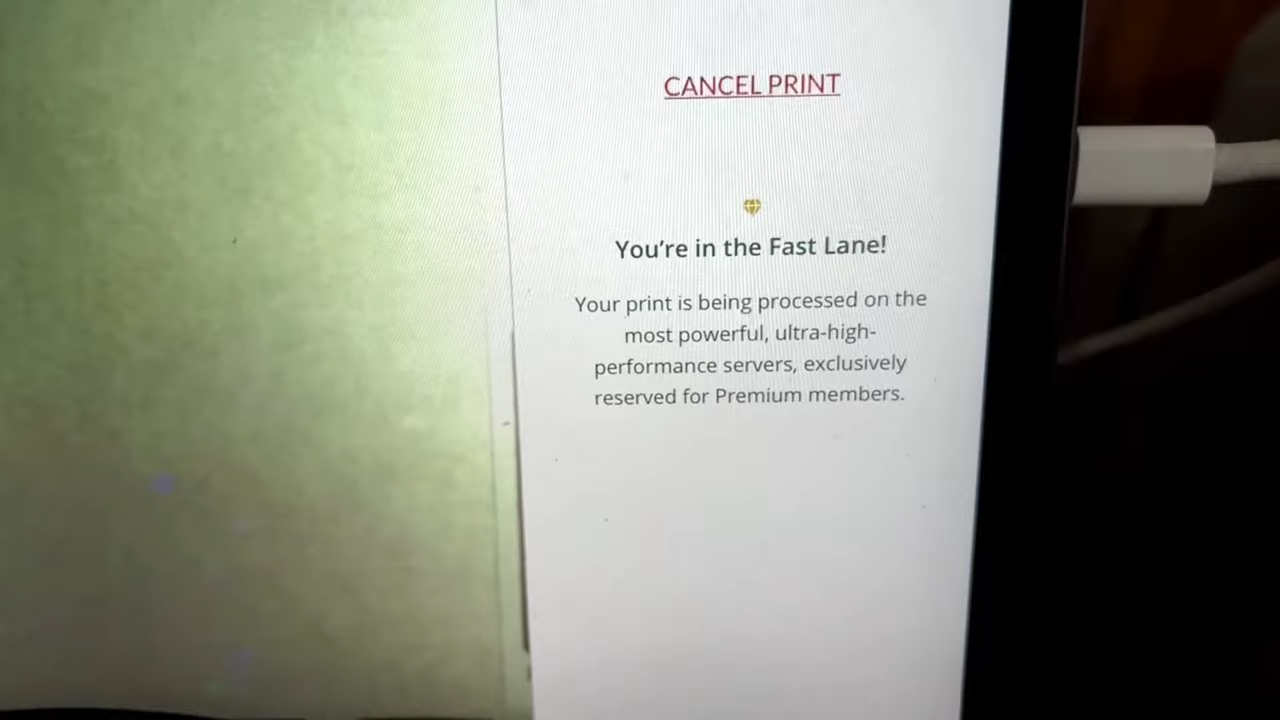 CANCEL PRINT
You're in the Fast Lane!
Your print is being processed on the
most powerful, ultra-high-
performance servers, exclusively
reserved for Premium members.